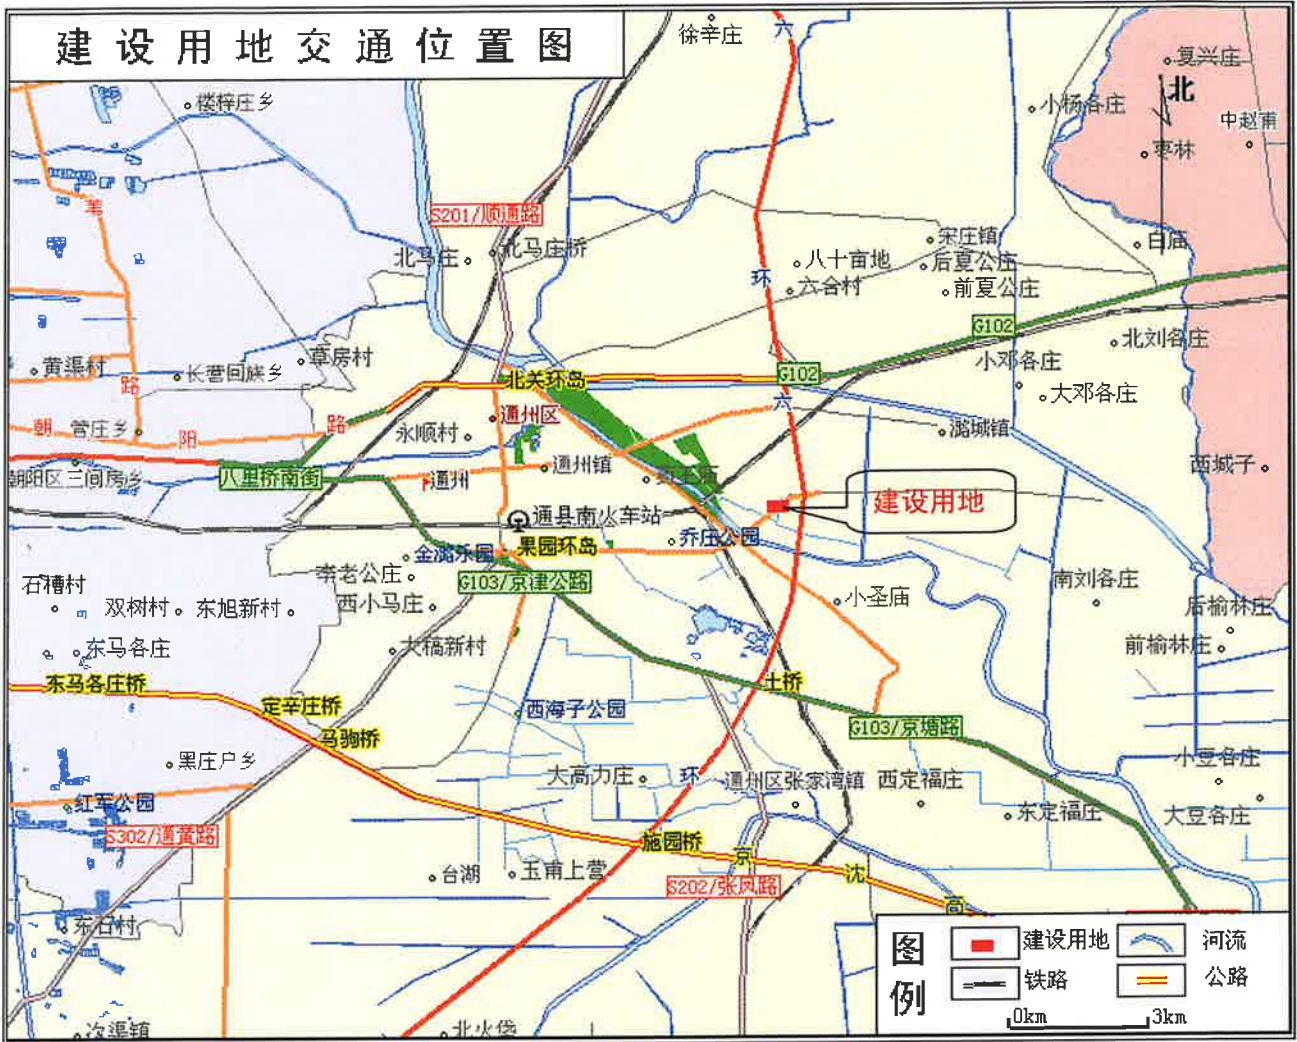 建设用地交通位置图
徐辛庄
六
复兴庄
北
楼梓庄乡
小杨各庄
中赵甫
枣林
苇
S201/顺通路
北马庄
北马庄桥
宋庄镇
白庙
八十亩地
后夏公庄
环
六合村
前夏公庄
G102
北刘各庄
草房村
小邓各庄
黄渠村
长营回族乡
路
北关环岛
G102
大邓各庄
六
通州区
朝
管庄乡
阳
路
永顺村
潞城镇
通州镇
西城子
朝阳区三间房乡
八里桥南街
通州
建设用地
通县南火车站
乔庄公园
金潞乐园
果园环岛
李老公庄
G103/京津公路
石槽村
南刘各庄
双树村
东旭新村
西小马庄
小圣庙
后榆林庄
东马各庄
大稿新村
前榆林庄
东马各庄桥
土桥
定辛庄桥
西海子公园
马驹桥
G103/京塘路
黑庄户乡
大高力庄
环
通州区张家湾镇
西定福庄
小豆各庄
红军公园
东定福庄
大豆各庄
S302/通黄路
施园桥
京
台湖
玉甫上营
沈
S202/张凤路
高
东石村
图例
建设用地
河流
铁路
公路
0km
3km
次渠镇
北火垡